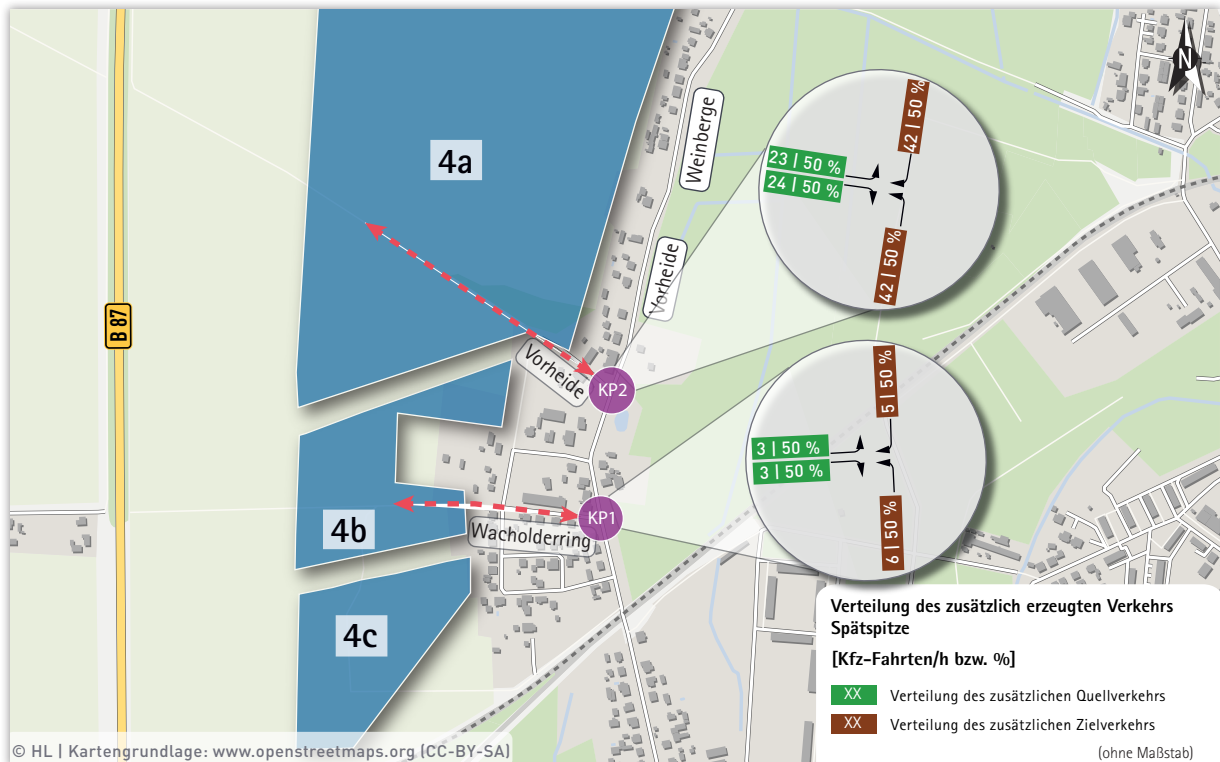 4a
Weinberge
42 | 50 %
23 | 50 %
24 | 50 %
42 | 50 %
N
Vorheide
B 87
Vorheide
KP2
5 | 50 %
3 | 50 %
3 | 50 %
6 | 50 %
4b
Wacholderring
KP1
4c
Verteilung des zusätzlich erzeugten Verkehrs
Spätspitze
[Kfz-Fahrten/h bzw. %]
XX Verteilung des zusätzlichen Quellverkehrs
XX Verteilung des zusätzlichen Zielverkehrs
(ohne Maßstab)
© HL | Kartengrundlage: www.openstreetmaps.org (CC-BY-SA)